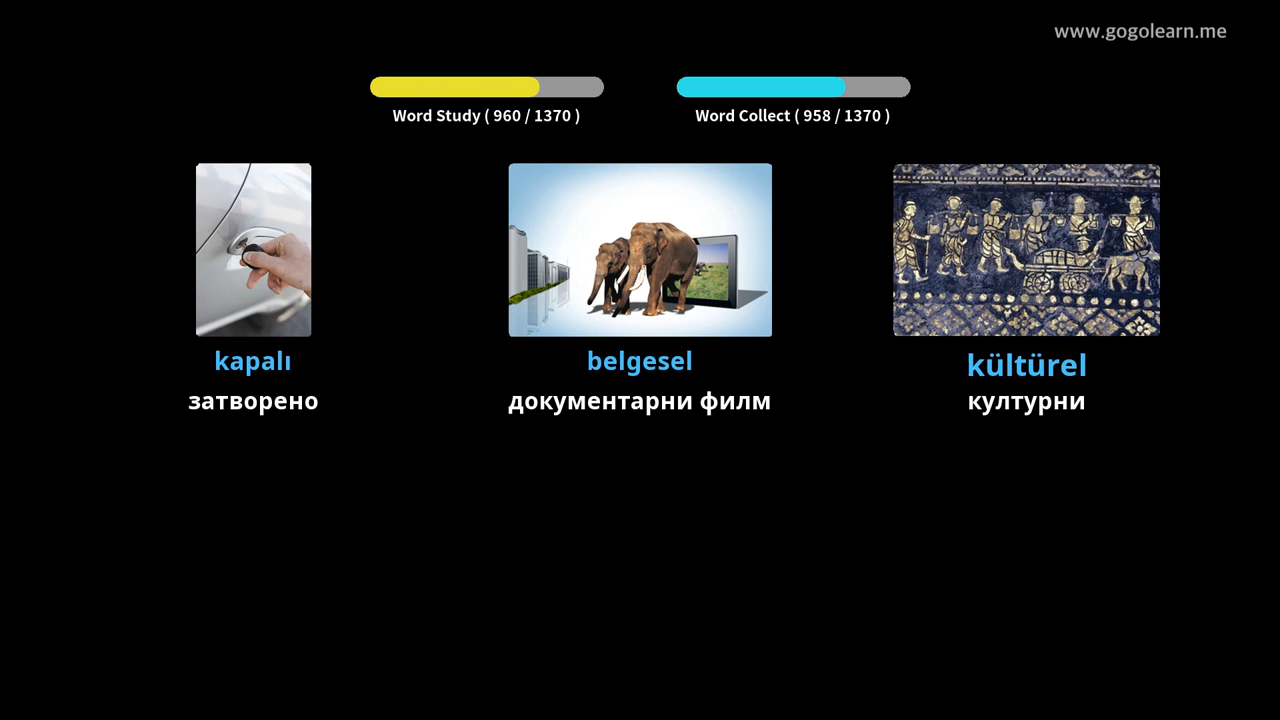 www.gogolearn.me
Word Study ( 960 / 1370 )
Word Collect ( 958 / 1370 )
kapalı
затворено
belgesel
документарни филм
kültürel
културни